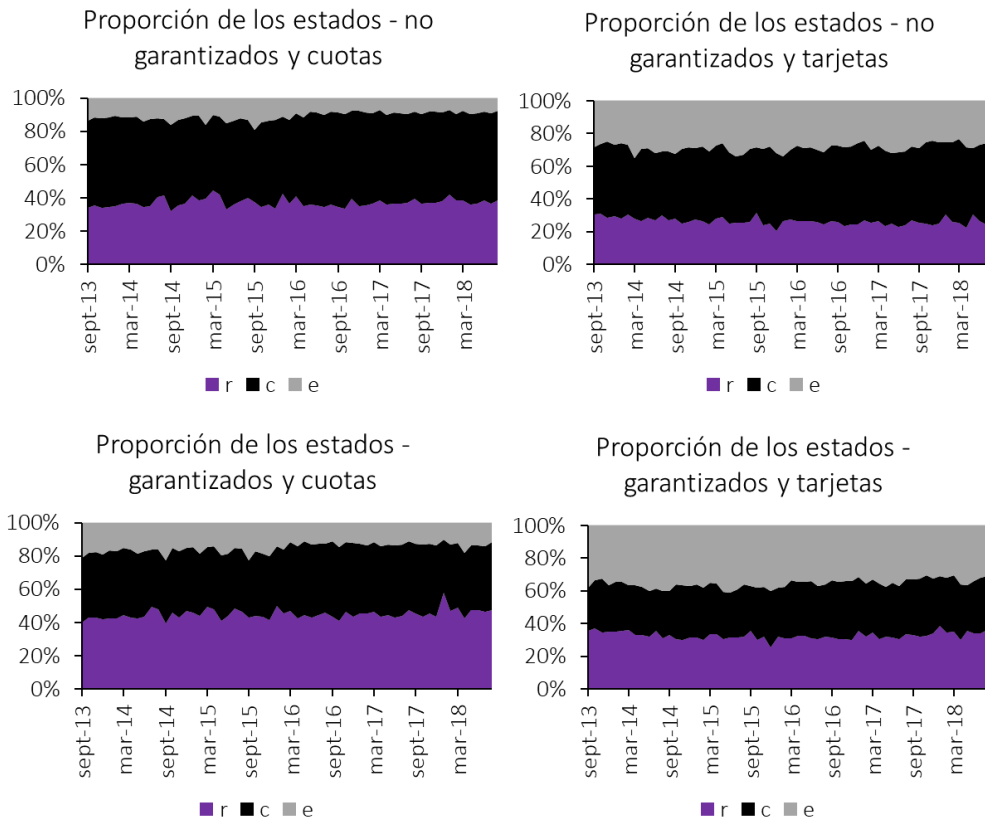 Proporción de los estados - no
garantizados y cuotas
100%
80%
60%
40%
20%
0%
sept-13
mar-14
sept-14
mar-15
sept-15
mar-16
sept-16
mar-17
sept-17
mar-18
r c e
Proporción de los estados - no
garantizados y tarjetas
100%
80%
60%
40%
20%
0%
sept-13
mar-14
sept-14
mar-15
sept-15
mar-16
sept-16
mar-17
sept-17
mar-18
r c e
Proporción de los estados -
garantizados y cuotas
100%
80%
60%
40%
20%
0%
sept-13
mar-14
sept-14
mar-15
sept-15
mar-16
sept-16
mar-17
sept-17
mar-18
r c e
Proporción de los estados -
garantizados y tarjetas
100%
80%
60%
40%
20%
0%
sept-13
mar-14
sept-14
mar-15
sept-15
mar-16
sept-16
mar-17
sept-17
mar-18
r c e